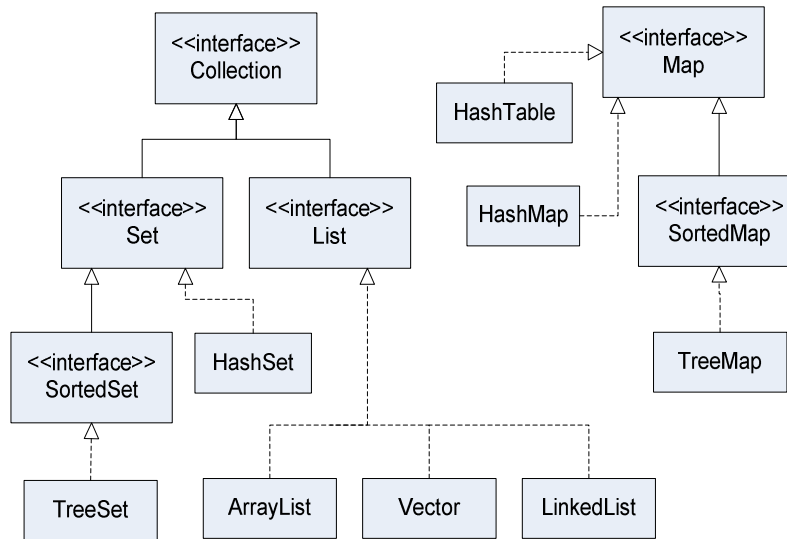 <<interface>>
Collection
<<interface>>
Map
HashTable
<<interface>>
Set
<<interface>>
List
HashMap
<<interface>>
SortedMap
<<interface>>
SortedSet
HashSet
TreeMap
TreeSet
ArrayList
Vector
LinkedList